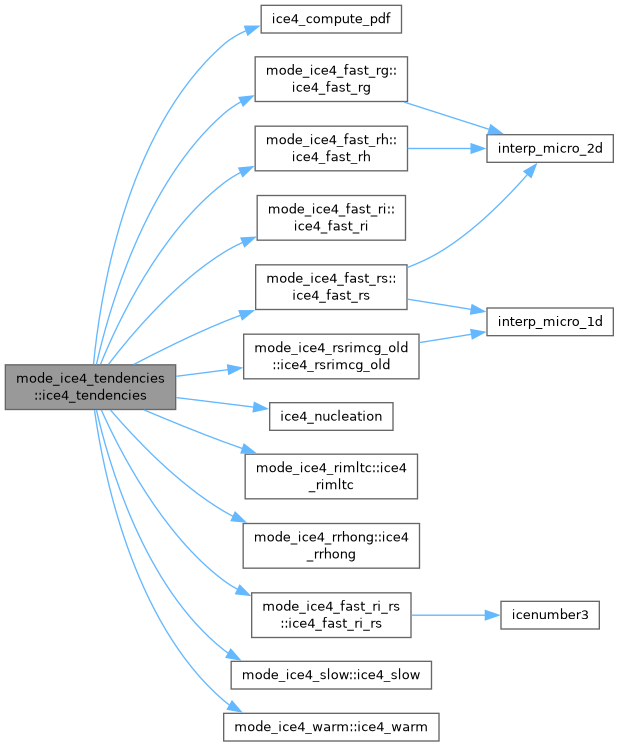 ice4_compute_pdf
mode_ice4_fast_rg::
ice4_fast_rg
mode_ice4_fast_rh::
ice4_fast_rh
interp_micro_2d
mode_ice4_fast_ri::
ice4_fast_ri
mode_ice4_fast_rs::
ice4_fast_rs
interp_micro_1d
mode_ice4_rsrimcg_old
::ice4_rsrimcg_old
mode_ice4_tendencies
::ice4_tendencies
ice4_nucleation
mode_ice4_rimltc::ice4
_rimltc
mode_ice4_rrhong::ice4
_rrhong
mode_ice4_fast_ri_rs
::ice4_fast_ri_rs
icenumber3
mode_ice4_slow::ice4_slow
mode_ice4_warm::ice4_warm